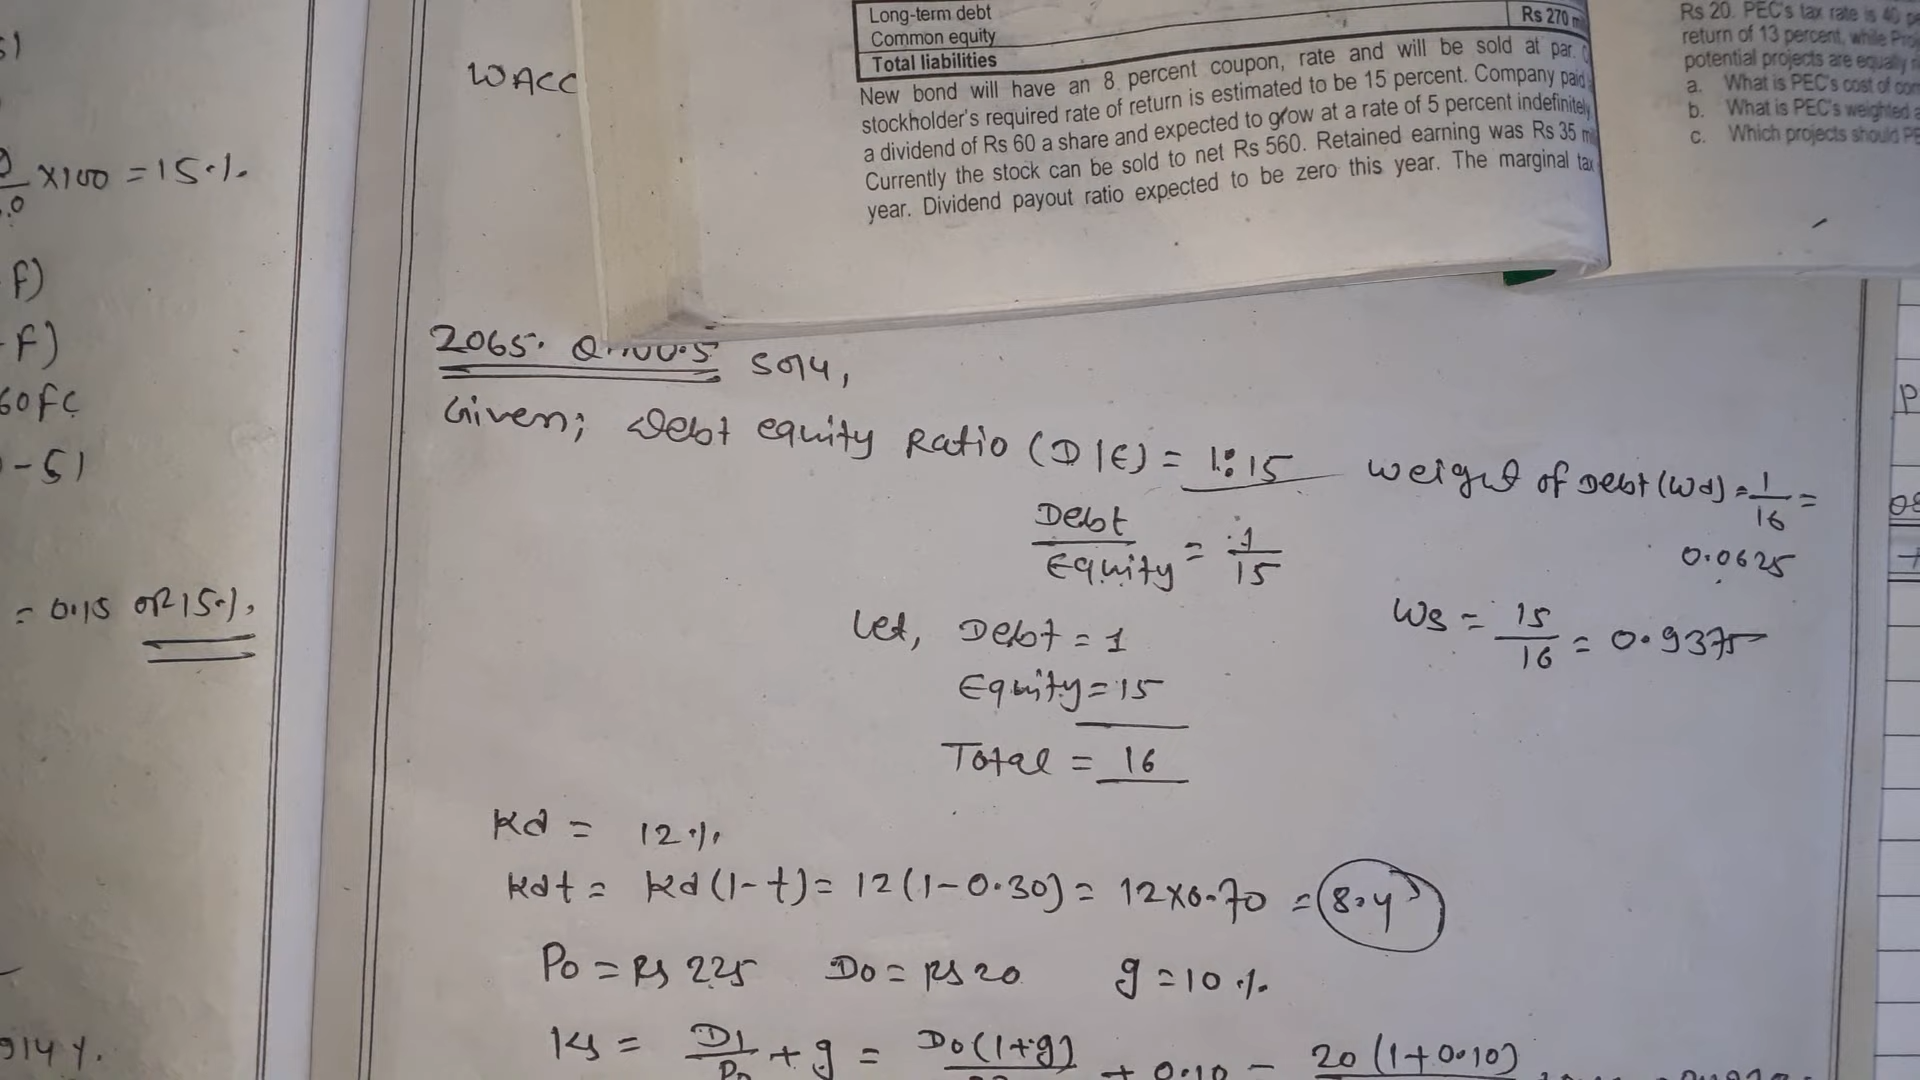 s)
x100 = 15%
F)
-F)
-5)
= 0.15 or 15%
914 y.
WACC
Long-term debt
Common equity
Total liabilities
Rs 270
New bond will have an 8 percent coupon, rate and will be sold at par.
stockholder's required rate of return is estimated to be 15 percent. Company paid
a dividend of Rs 60 a share and expected to grow at a rate of 5 percent indefinitely
Currently the stock can be sold to net Rs 560. Retained earning was Rs 35
year. Dividend payout ratio expected to be zero this year. The marginal tax
Rs 20. PEC's tax rate is 40
return of 13 percent, while
potential projects are equally
a. What is PEC's cost of
b. What is PEC's weighted
c. Which projects should
2065. soln,
Given; Debt equity Ratio (D/E) = 1:15
Debt
Equity = 1/15
Let, Debt = 1
Equity = 15
Total = 16
weight of Debt (Wd) = 1/16 =
0.0625
Ws = 15/16 = 0.9375
Kd = 12%
Kdt = Kd (1-t) = 12 (1-0.30) = 12x0.70 = 8.4
P0 = Rs 225 D0 = Rs 20 g = 10%
Ks = D1/P0 + g = D0(1+g) + 0.10 = 20 (1+0.10)